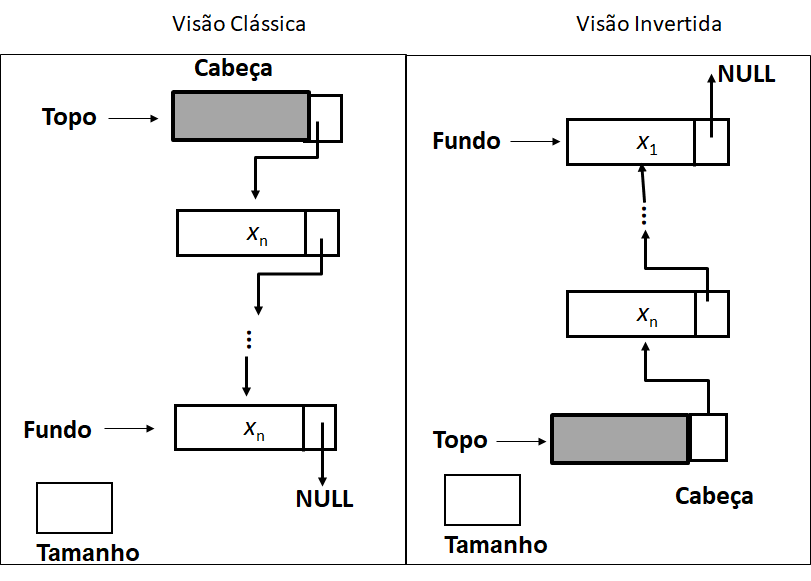 Visão Clássica
Cabeça
Topo
xn
...
Fundo
xn
NULL
Tamanho
Visão Invertida
NULL
Fundo
x1
...
xn
Topo
Cabeça
Tamanho